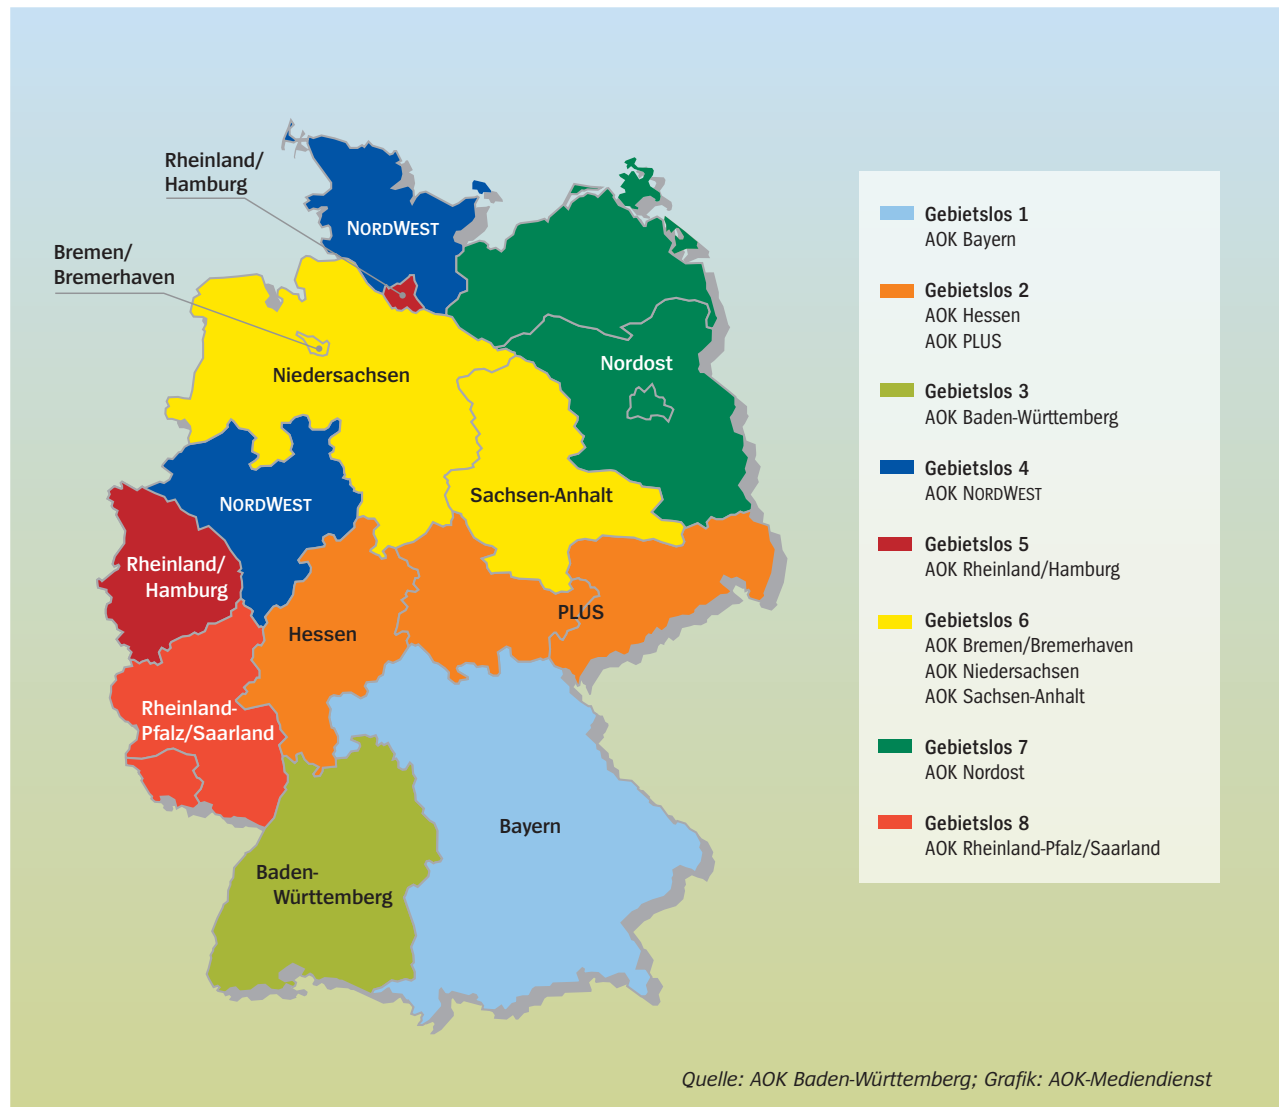 Rheinland/
Hamburg
NORDWEST
Bremen/
Bremerhaven
Niedersachsen
Nordost
NORDWEST
Sachsen-Anhalt
Rheinland/
Hamburg
Hessen
PLUS
Rheinland-
Pfalz/Saarland
Bayern
Baden-
Württemberg
Gebietslos 1
AOK Bayern
Gebietslos 2
AOK Hessen
AOK PLUS
Gebietslos 3
AOK Baden-Württemberg
Gebietslos 4
AOK NORDWEST
Gebietslos 5
AOK Rheinland/Hamburg
Gebietslos 6
AOK Bremen/Bremerhaven
AOK Niedersachsen
AOK Sachsen-Anhalt
Gebietslos 7
AOK Nordost
Gebietslos 8
AOK Rheinland-Pfalz/Saarland
Quelle: AOK Baden-Württemberg; Grafik: AOK-Mediendienst